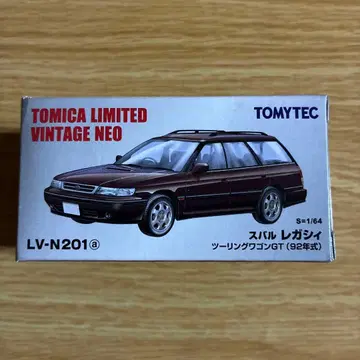 TOMICA LIMITED
VINTAGE NEO
TOMYTEC
S=1/64
LV-N201ⓐ
スバル レガシィ
ツーリングワゴンGT (92年式)